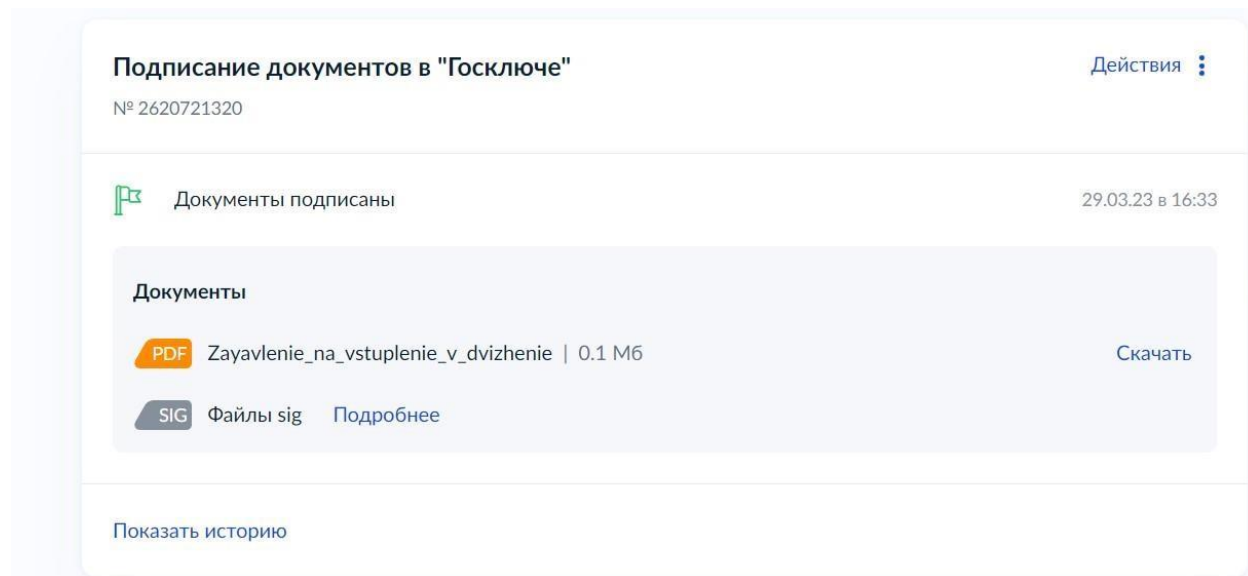 Подписание документов в "Госключе"
Действия
№ 2620721320
Документы подписаны
29.03.23 в 16:33
Документы
PDF Zayavlenie_na_vstuplenie_v_dvizhenie | 0.1 Мб
Скачать
SIG Файлы sig Подробнее
Показать историю